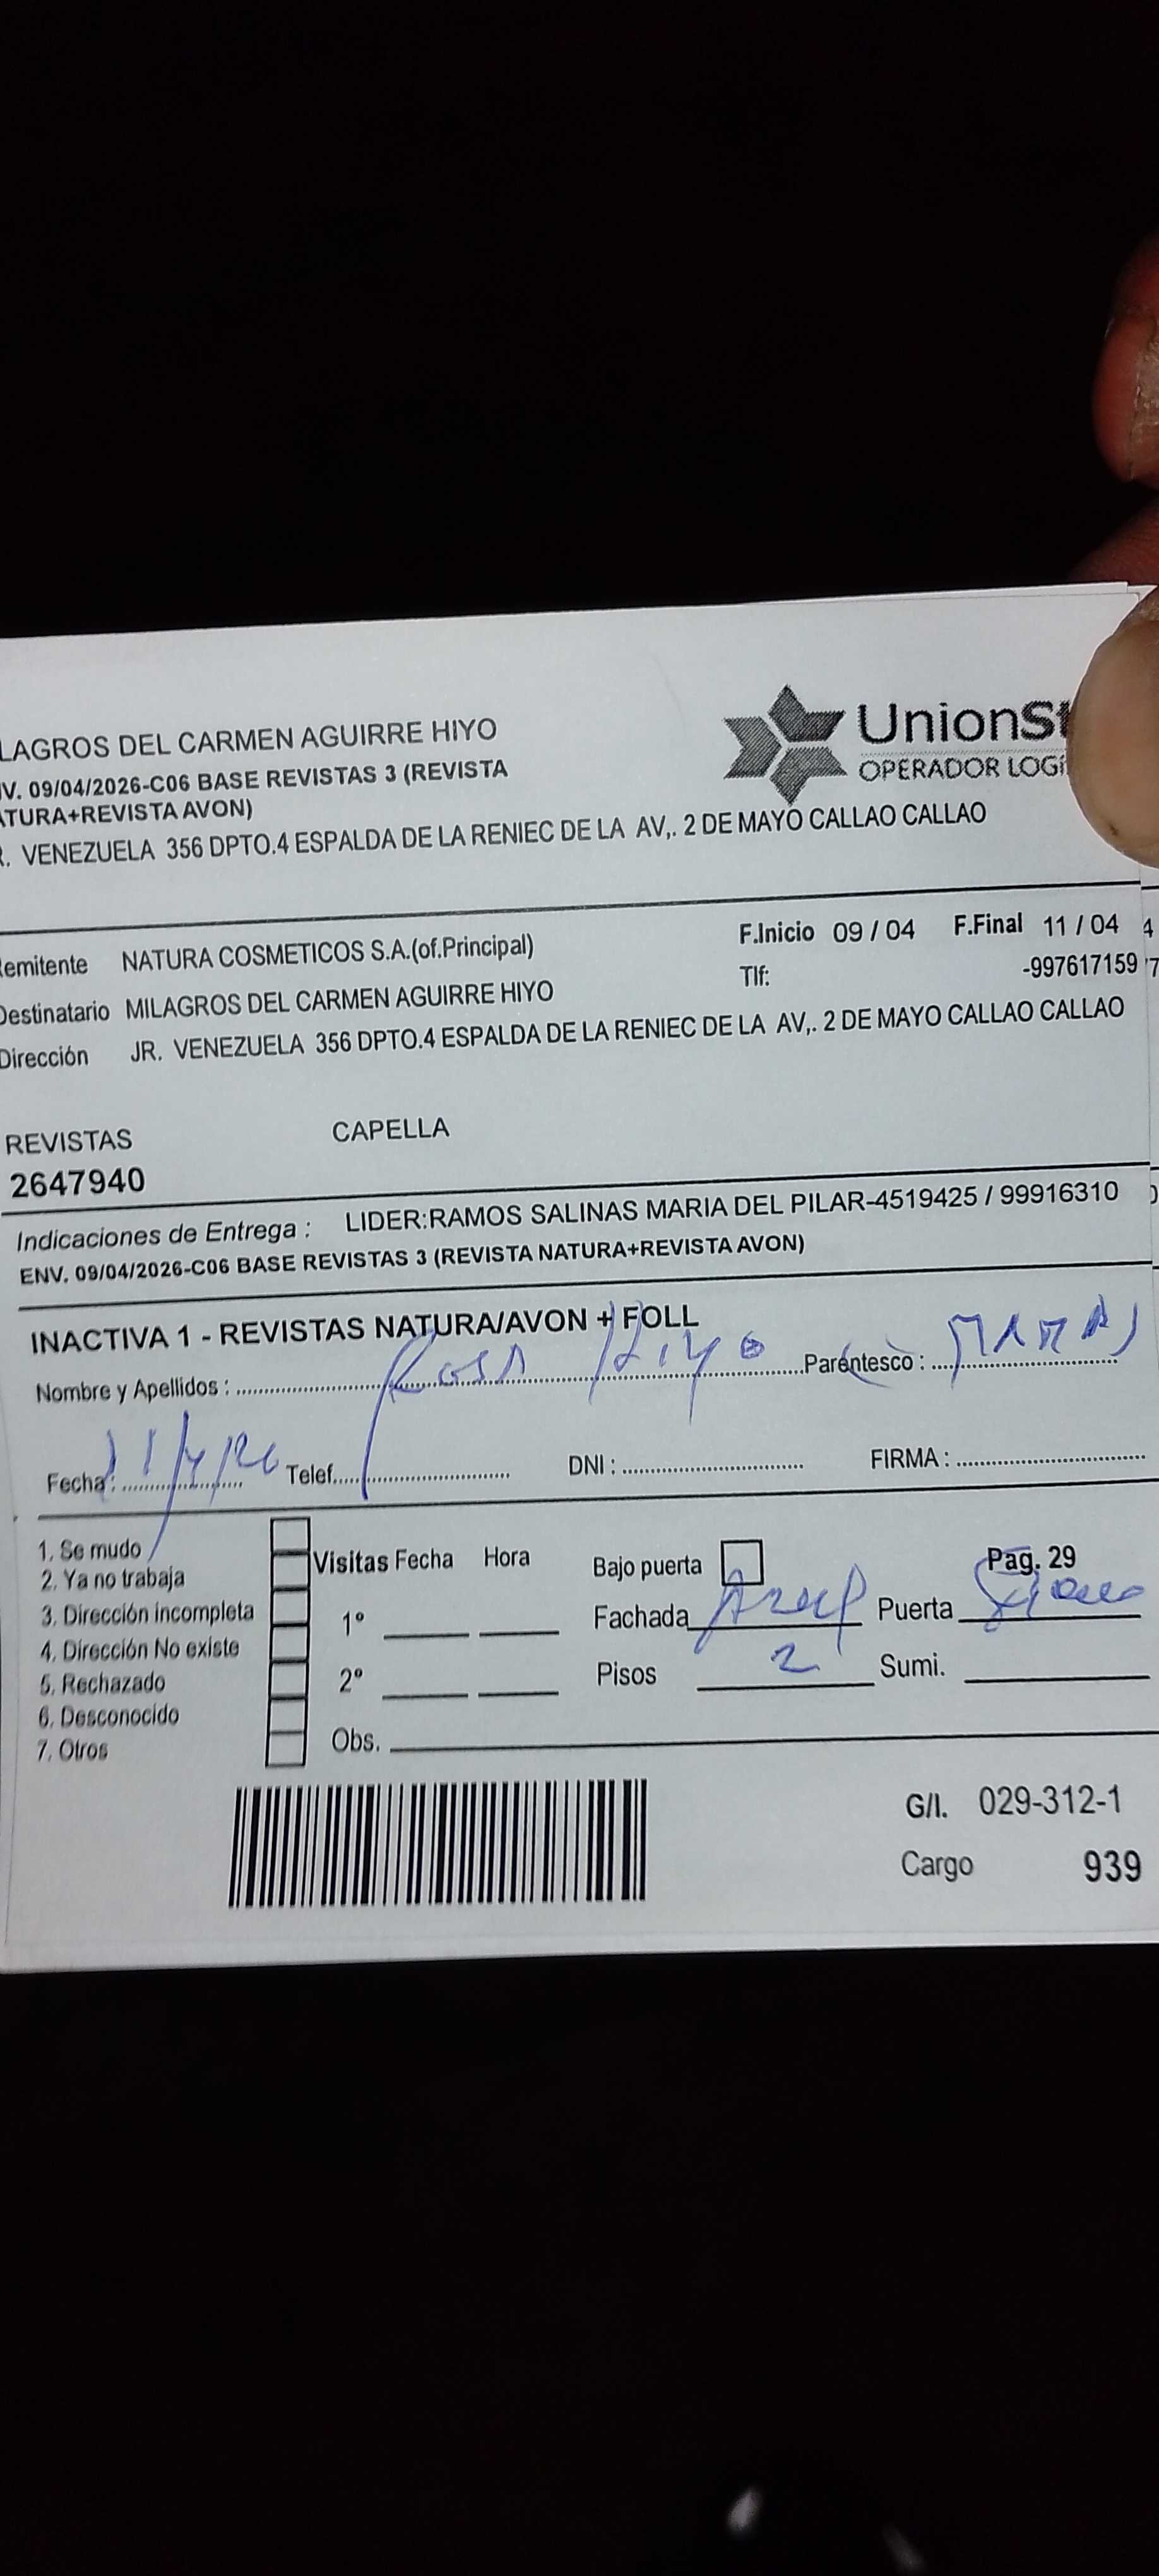 LAGROS DEL CARMEN AGUIRRE HIYO
V. 09/04/2026-C06 BASE REVISTAS 3 (REVISTA
ATURA+REVISTA AVON)
R. VENEZUELA 356 DPTO.4 ESPALDA DE LA RENIEC DE LA AV,. 2 DE MAYO CALLAO CALLAO
UnionSt
OPERADOR LOGÍ
emitente NATURA COSMETICOS S.A.(of.Principal) F.Inicio 09 / 04 F.Final 11 / 04
Destinatario MILAGROS DEL CARMEN AGUIRRE HIYO Tlf: -997617159
Dirección JR. VENEZUELA 356 DPTO.4 ESPALDA DE LA RENIEC DE LA AV,. 2 DE MAYO CALLAO CALLAO
REVISTAS CAPELLA
2647940
Indicaciones de Entrega : LIDER:RAMOS SALINAS MARIA DEL PILAR-4519425 / 99916310
ENV. 09/04/2026-C06 BASE REVISTAS 3 (REVISTA NATURA+REVISTA AVON)
INACTIVA 1 - REVISTAS NATURA/AVON + FOLL
Nombre y Apellidos : Rosa Hiyo Parentesco :
Fecha : 11/4/26 Telef. DNI : FIRMA :
1. Se mudo
2. Ya no trabaja
3. Dirección incompleta
4. Dirección No existe
5. Rechazado
6. Desconocido
7. Otros
Visitas Fecha Hora
1º
2º
Obs.
Bajo puerta Pag. 29
Fachada Puerta
Pisos 2 Sumi.
G/I. 029-312-1
Cargo 939